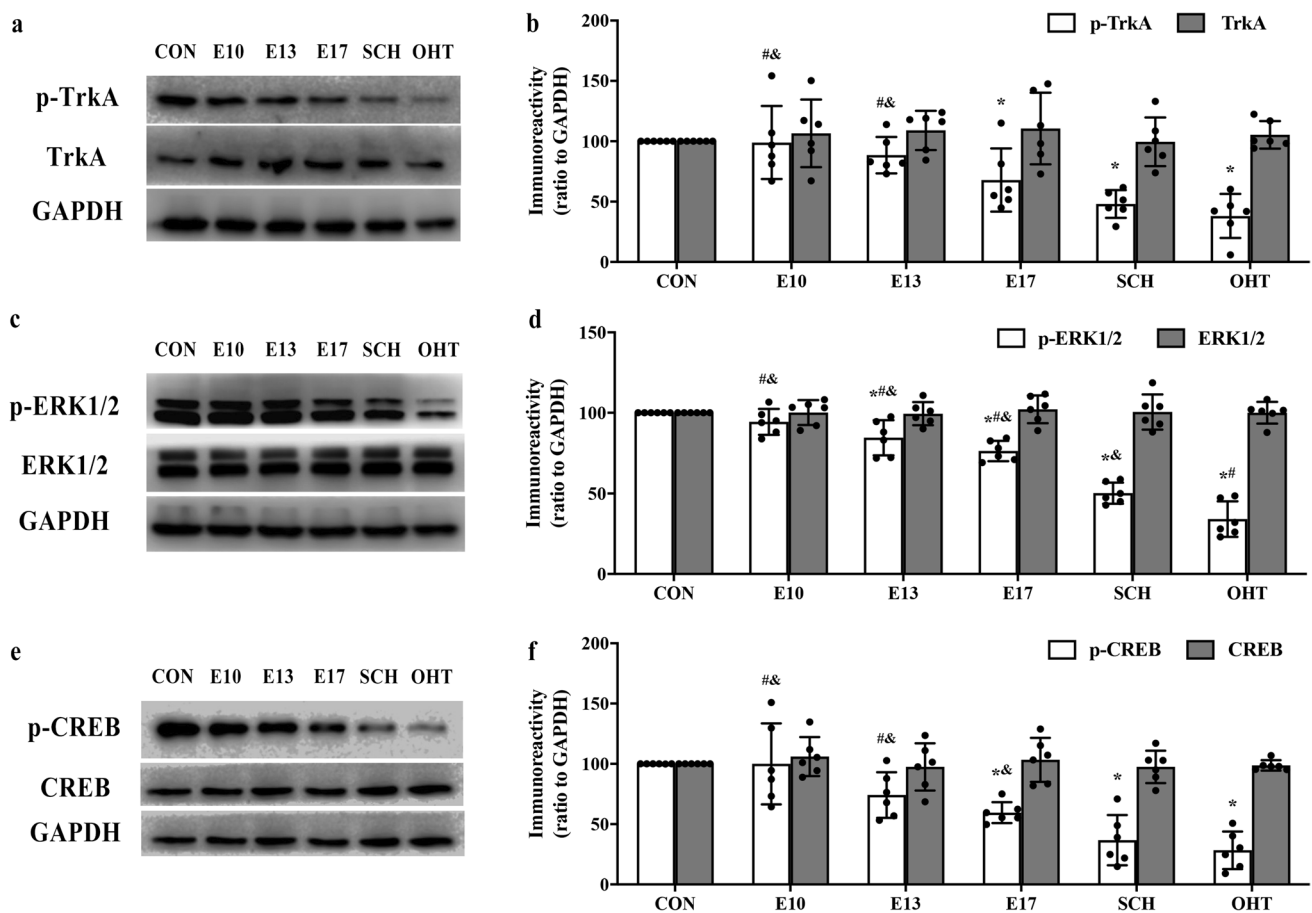 a
CON E10 E13 E17 SCH OHT
p-TrkA
TrkA
GAPDH
b
p-TrkA TrkA
Immunoreactivity
(ratio to GAPDH)
200
150
100
50
0
#& #& * * *
CON E10 E13 E17 SCH OHT
c
CON E10 E13 E17 SCH OHT
p-ERK1/2
ERK1/2
GAPDH
d
p-ERK1/2 ERK1/2
Immunoreactivity
(ratio to GAPDH)
150
100
50
0
#& *#& *#& *& *#
CON E10 E13 E17 SCH OHT
e
CON E10 E13 E17 SCH OHT
p-CREB
CREB
GAPDH
f
p-CREB CREB
Immunoreactivity
(ratio to GAPDH)
200
150
100
50
0
#& #& *& * *
CON E10 E13 E17 SCH OHT